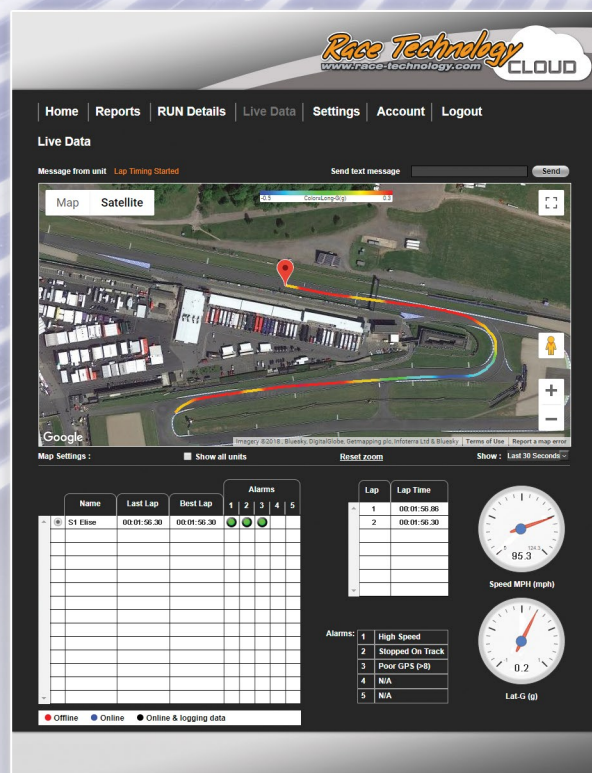 Race Technology
www.race-technology.com
CLOUD
Home | Reports | RUN Details | Live Data | Settings | Account | Logout
Live Data
Message from unit Lap Timing Started Send text message Send
Map Satellite
-0.5 ColorsLong-G(g) 0.3
Google
Imagery ©2018 , Bluesky, DigitalGlobe, Getmapping plc, Infoterra Ltd & Bluesky Terms of Use Report a map error
Map Settings : Show all units Reset zoom Show : Last 30 Seconds
Alarms
Name Last Lap Best Lap 1 2 3 4 5
S1 Elise 00:01:56.30 00:01:56.30
Lap Lap Time
1 00:01:56.86
2 00:01:56.30
95.3
Speed MPH (mph)
Alarms: 1 High Speed
2 Stopped On Track
3 Poor GPS (>8)
4 N/A
5 N/A
0.2
Lat-G (g)
Offline Online Online & logging data